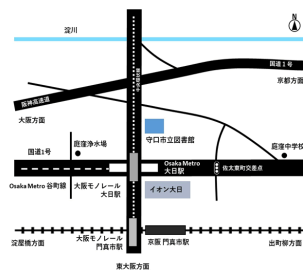 淀川
N
国道1号
京都方面
阪神高速道
大阪方面
守口市立図書館
庭窪浄水場
国道1号
Osaka Metro
大日駅
庭窪中学校
佐太東町交差点
Osaka Metro 谷町線
大阪モノレール
大日駅
イオン大日
大阪モノレール
門真市駅
京阪 門真市駅
淀屋橋方面
出町柳方面
東大阪方面